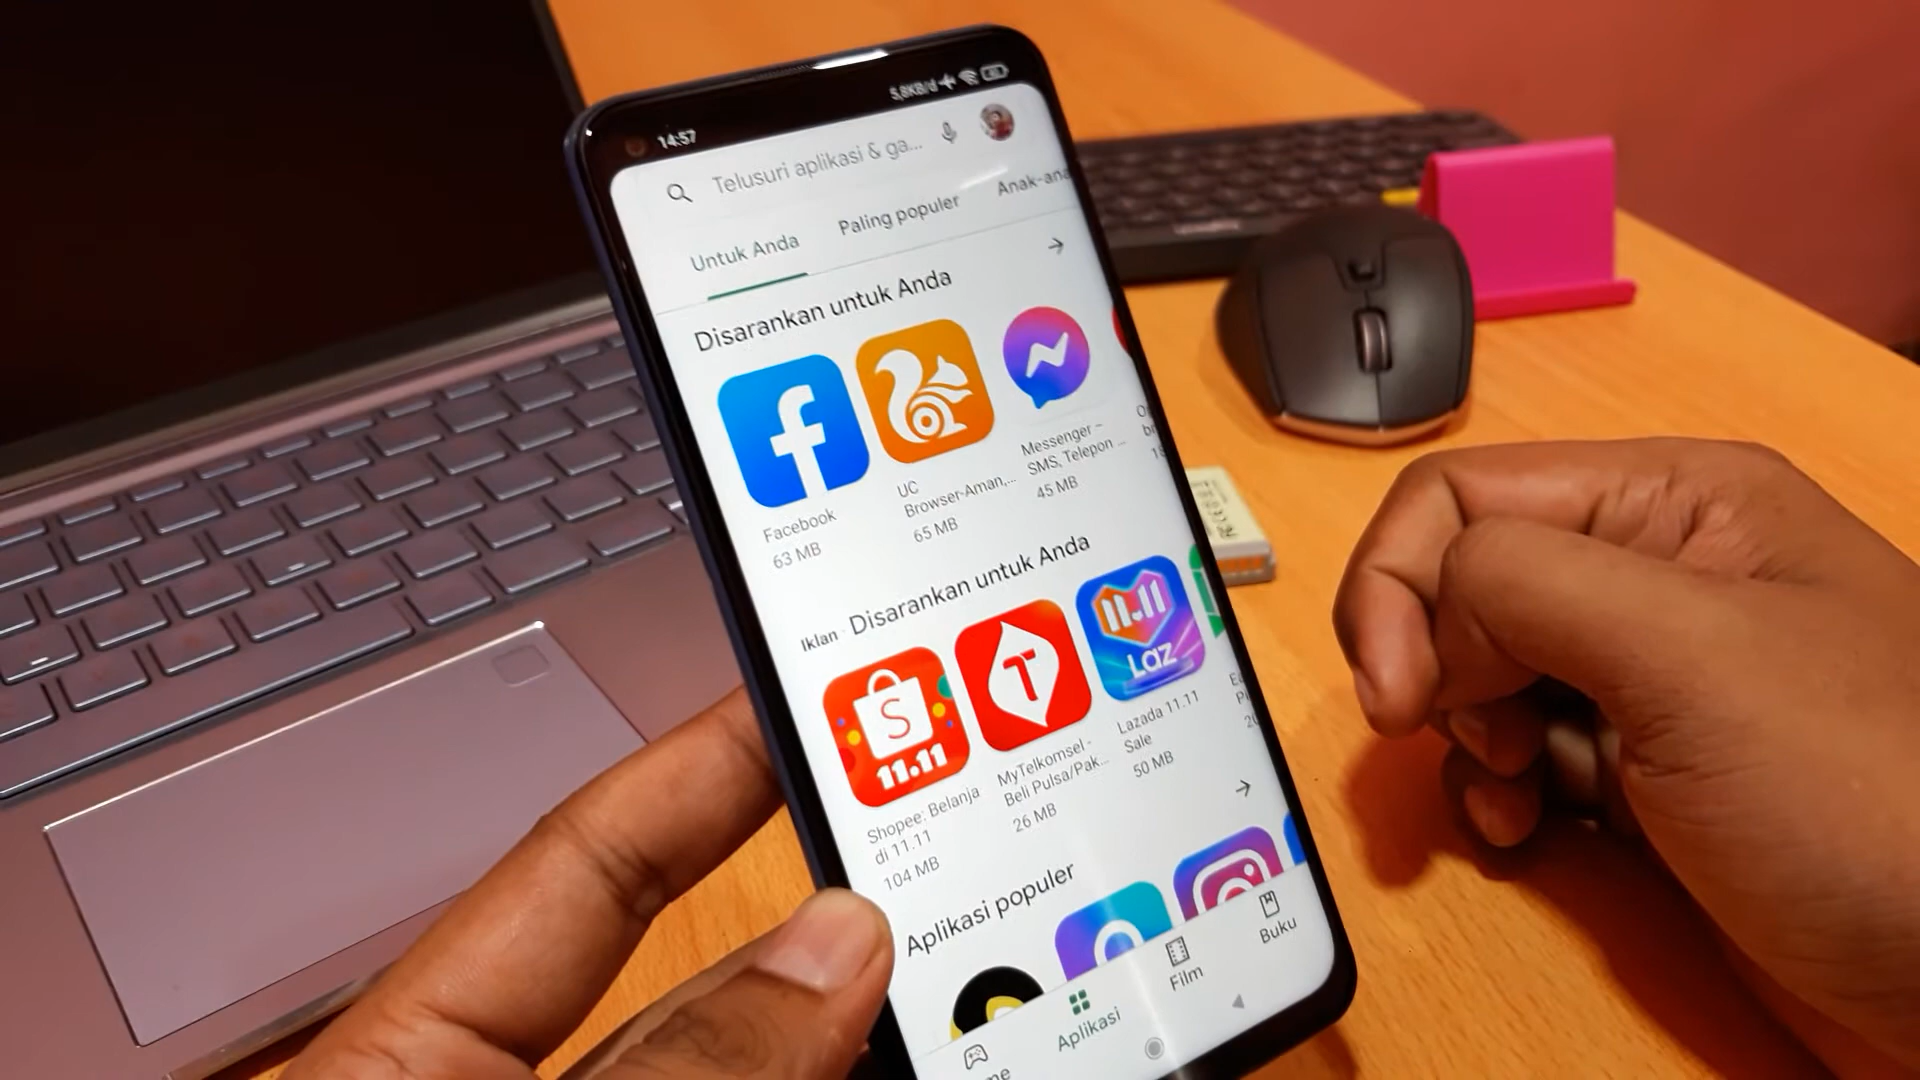 14:57
5,8KB/d
Telusuri aplikasi & ga...
Untuk Anda
Paling populer
Anak-ana
Disarankan untuk Anda
Facebook
63 MB
UC
Browser-Aman,...
65 MB
Messenger –
SMS, Telepon ...
45 MB
Iklan · Disarankan untuk Anda
S
11.11
Shopee: Belanja
di 11.11
104 MB
T
MyTelkomsel -
Beli Pulsa/Pak...
26 MB
11.11
Laz
Lazada 11.11
Sale
50 MB
Aplikasi populer
Aplikasi
Film
Buku